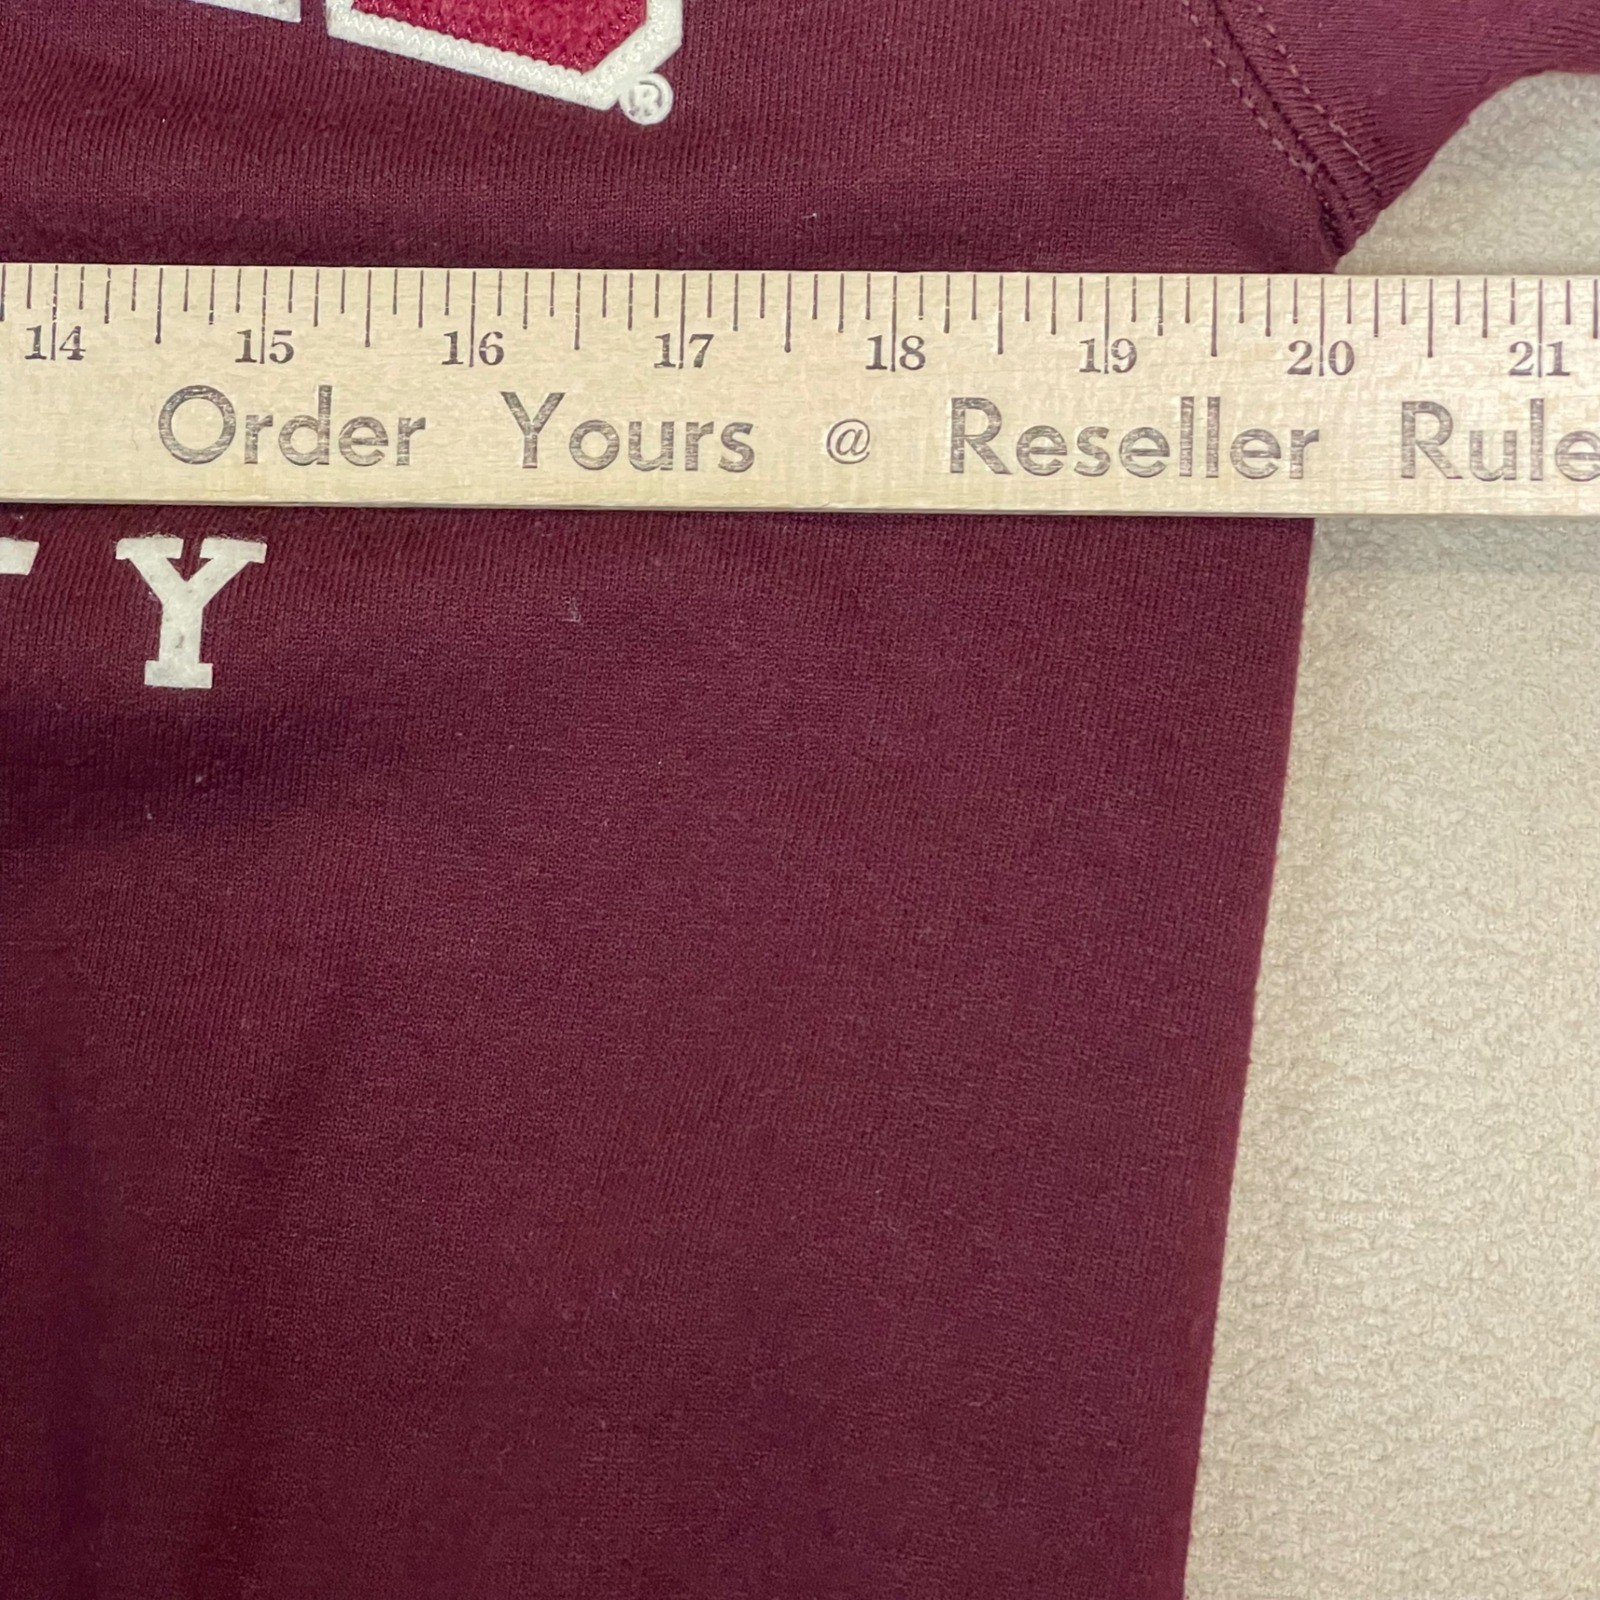 ®
14 15 16 17 18 19 20 21
Order Yours @ Reseller Rule
Y